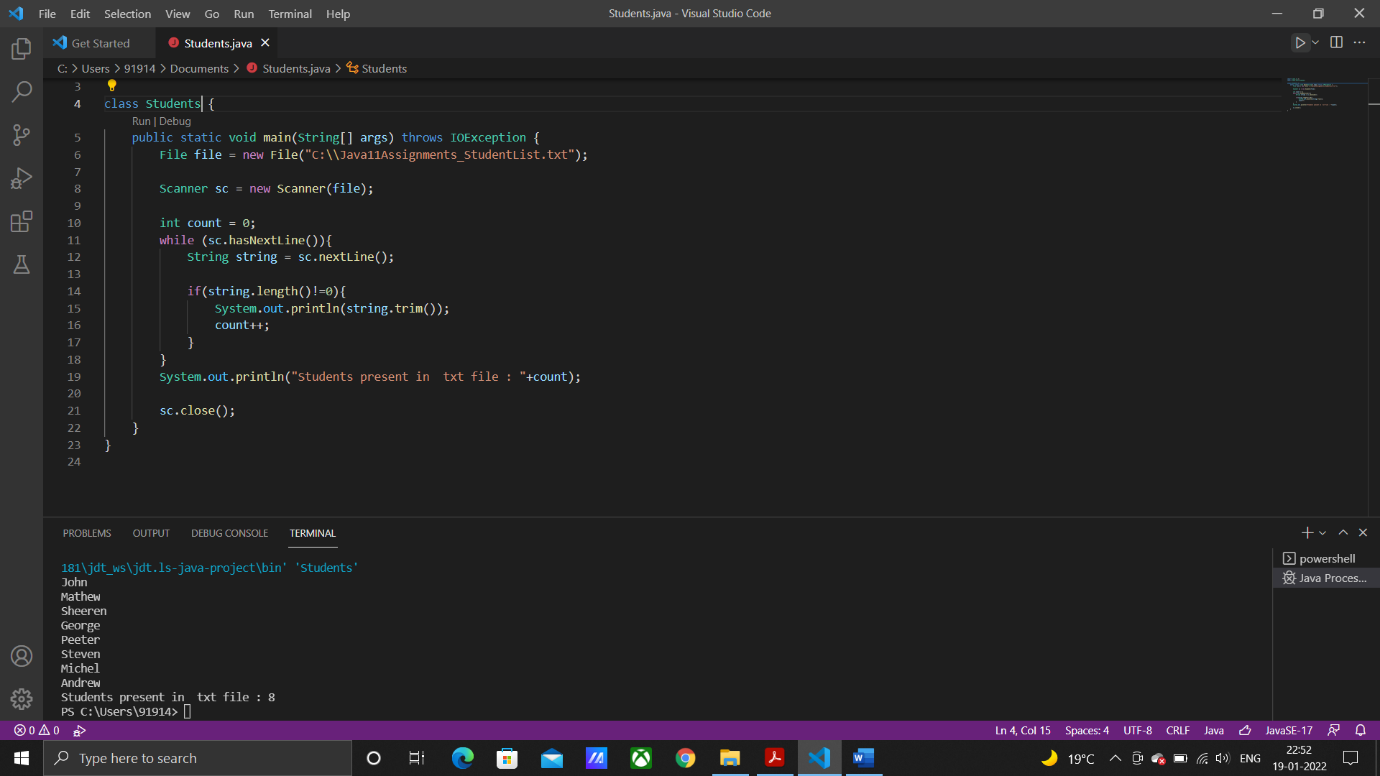 File Edit Selection View Go Run Terminal Help
Students.java - Visual Studio Code
Get Started
Students.java
C: > Users > 91914 > Documents > Students.java > Students
3
4 class Students {
Run | Debug
5 public static void main(String[] args) throws IOException {
6 File file = new File("C:\\Java11Assignments_StudentList.txt");
7
8 Scanner sc = new Scanner(file);
9
10 int count = 0;
11 while (sc.hasNextLine()){
12 String string = sc.nextLine();
13
14 if(string.length()!=0){
15 System.out.println(string.trim());
16 count++;
17 }
18 }
19 System.out.println("Students present in  txt file : "+count);
20
21 sc.close();
22 }
23 }
24
PROBLEMS OUTPUT DEBUG CONSOLE TERMINAL
powershell
Java Proces...
181\jdt_ws\jdt.ls-java-project\bin' 'Students'
John
Mathew
Sheeren
George
Peeter
Steven
Michel
Andrew
Students present in  txt file : 8
PS C:\Users\91914>
0 0
Ln 4, Col 15 Spaces: 4 UTF-8 CRLF Java JavaSE-17
Type here to search
19°C
ENG
22:52
19-01-2022